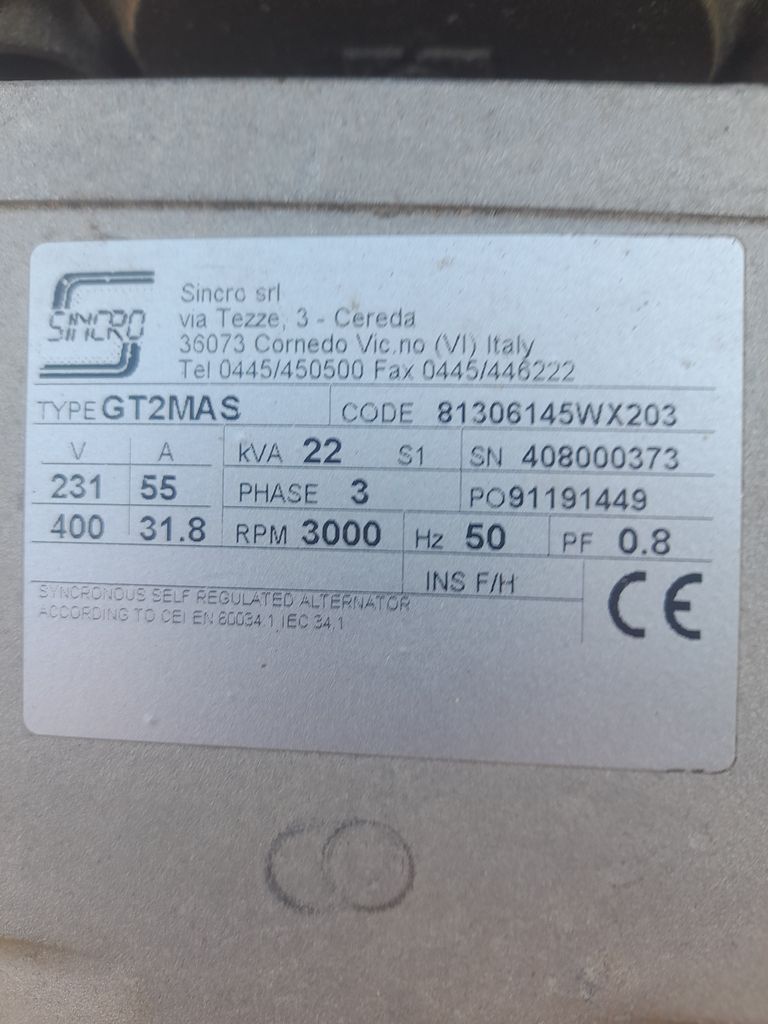 SINCRO
Sincro srl
via Tezze, 3 - Cereda
36073 Cornedo Vic.no (VI) Italy
Tel 0445/450500 Fax 0445/446222
TYPE GT2MAS CODE 81306145WX203
V A kVA 22 S1 SN 408000373
231 55 PHASE 3 PO91191449
400 31.8 RPM 3000 Hz 50 PF 0.8
INS F/H
SYNCRONOUS SELF REGULATED ALTERNATOR
ACCORDING TO CEI EN 60034.1 IEC 34.1
CE